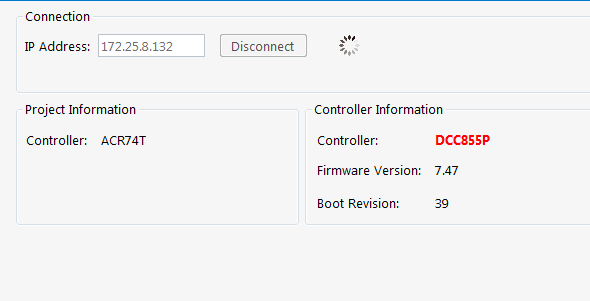 Connection
IP Address: 172.25.8.132 Disconnect
Project Information
Controller: ACR74T
Controller Information
Controller: DCC855P
Firmware Version: 7.47
Boot Revision: 39